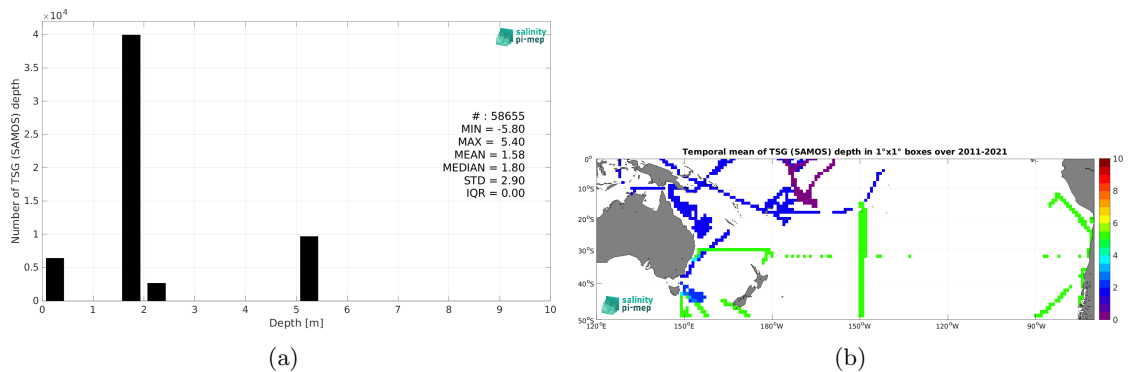 ×10⁴
4
3.5
3
2.5
2
1.5
1
0.5
0
Number of TSG (SAMOS) depth
0 1 2 3 4 5 6 7 8 9 10
Depth [m]
salinity
pi-mep
# : 58655
MIN = -5.80
MAX = 5.40
MEAN = 1.58
MEDIAN = 1.80
STD = 2.90
IQR = 0.00
(a)
Temporal mean of TSG (SAMOS) depth in 1°x1° boxes over 2011-2021
0°
10°S
20°S
30°S
40°S
50°S
120°E 150°E 180°W 150°W 120°W 90°W
salinity
pi-mep
10
8
6
4
2
0
(b)